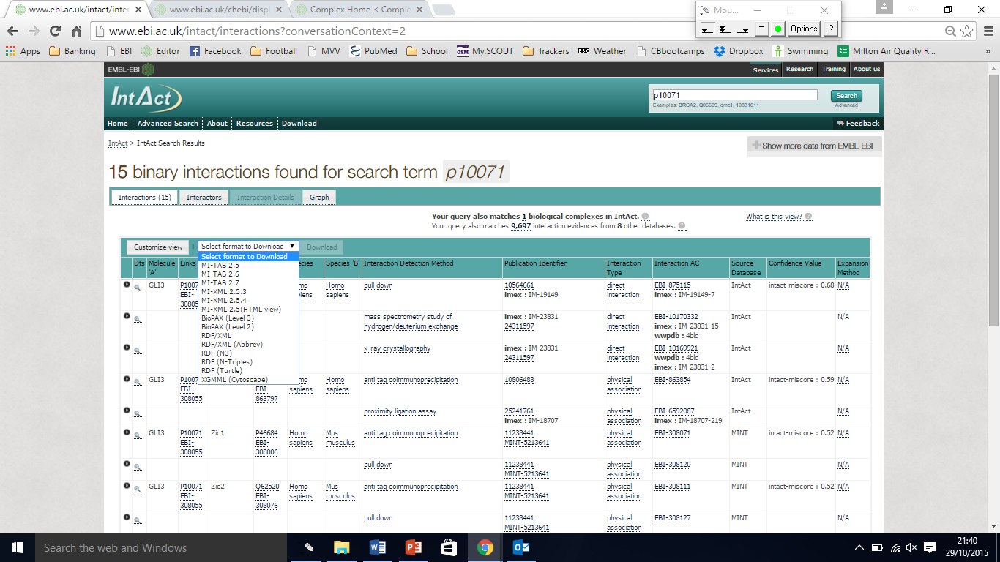 www.ebi.ac.uk/intact/inter
www.ebi.ac.uk/chebi/displ
Complex Home < Comple
Mou...
www.ebi.ac.uk/intact/interactions?conversationContext=2
Options ?
Apps Banking EBI Editor Facebook Football MVV PubMed School OSM My.SCOUT Trackers BBC Weather CBbootcamps Dropbox Swimming Milton Air Quality R... »
EMBL-EBI
Services Research Training About us
IntAct
p10071
Search
Examples: BRCA2, Q06609, dmc1, 10831611
Advanced
Home Advanced Search About Resources Download
Feedback
IntAct > IntAct Search Results
Show more data from EMBL-EBI
15 binary interactions found for search term p10071
Interactions (15) Interactors Interaction Details Graph
Your query also matches 1 biological complexes in IntAct.
What is this view?
Your query also matches 9,697 interaction evidences from 8 other databases.
Customize view | Select format to Download Download
Select format to Download
MI-TAB 2.5
MI-TAB 2.6
MI-TAB 2.7
MI-XML 2.5.3
MI-XML 2.5.4
MI-XML 2.5(HTML view)
BioPAX (Level 3)
BioPAX (Level 2)
RDF/XML
RDF/XML (Abbrev)
RDF (N3)
RDF (N-Triples)
RDF (Turtle)
XGMML (Cytoscape)
Dts Molecule 'A' Links ecies Species 'B' Interaction Detection Method Publication Identifier Interaction Type Interaction AC Source Database Confidence Value Expansion Method
GLI3 P1007 EBI- 30805 mo iens Homo sapiens pull down 10564661 direct interaction EBI-875115 IntAct intact-miscore : 0.68 N/A
imex : IM-19149 imex : IM-19149-7
mass spectrometry study of hydrogen/deuterium exchange imex : IM-23831 24311597 direct interaction EBI-10170332 imex : IM-23831-15 wwpdb : 4bld IntAct N/A
x-ray crystallography imex : IM-23831 24311597 direct interaction EBI-10169921 wwpdb : 4bld imex : IM-23831-2 IntAct N/A
GLI3 P1007 EBI- 308055 EBI- 863797 mo sapiens Homo sapiens anti tag coimmunoprecipitation 10806483 physical association EBI-863854 IntAct intact-miscore : 0.59 N/A
proximity ligation assay 25241761 imex : IM-18707 physical association EBI-6592087 imex : IM-18707-219 IntAct N/A
GLI3 P10071 EBI- 308055 Zic1 P46684 EBI- 308006 Homo sapiens Mus musculus anti tag coimmunoprecipitation 11238441 MINT-5213641 physical association EBI-308071 MINT intact-miscore : 0.52 N/A
pull down 11238441 MINT-5213641 physical association EBI-308120 MINT N/A
GLI3 P10071 EBI- 308055 Zic2 Q62520 EBI- 308076 Homo sapiens Mus musculus anti tag coimmunoprecipitation 11238441 MINT-5213641 physical association EBI-308111 MINT intact-miscore : 0.52 N/A
pull down 11238441 MINT-5213641 physical association EBI-308127 MINT N/A
Search the web and Windows
21:40
29/10/2015